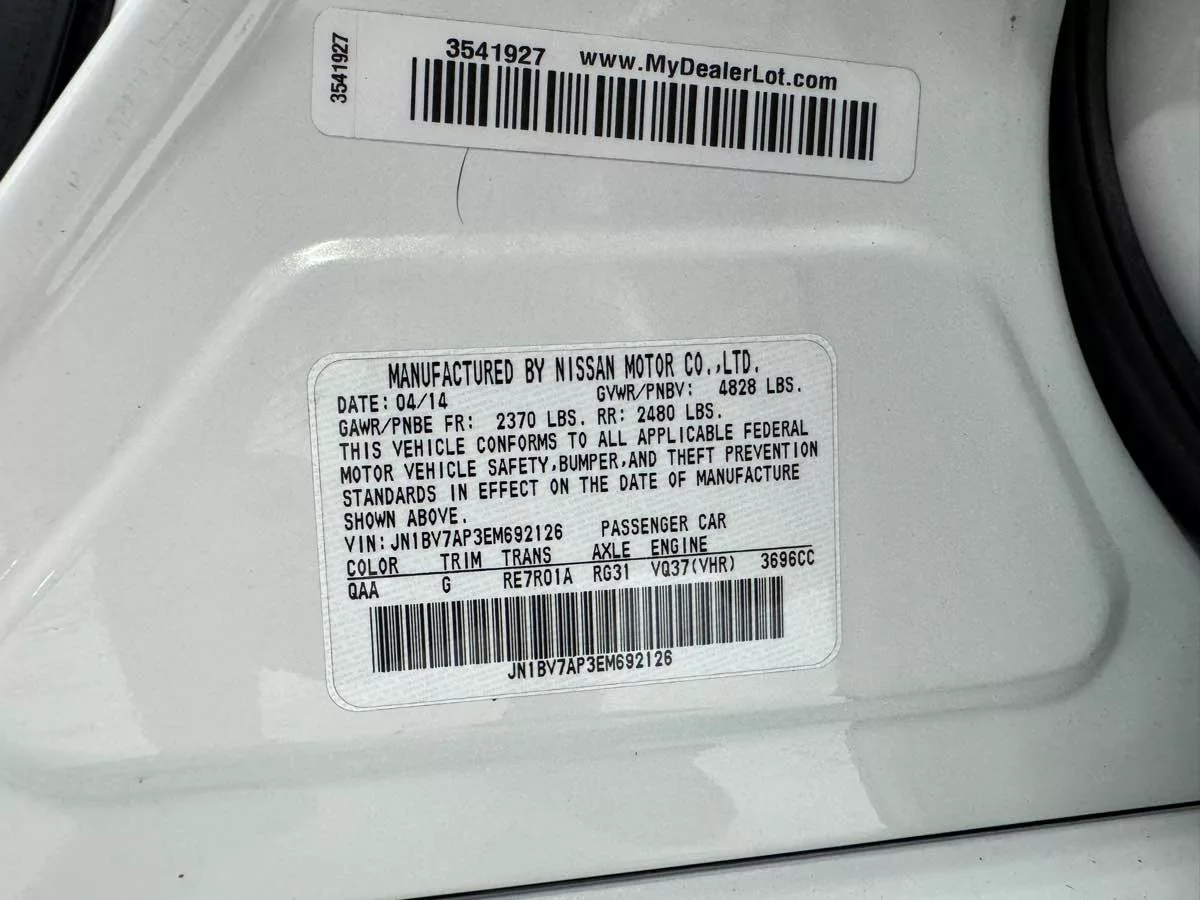 3541927
3541927 www.MyDealerLot.com
MANUFACTURED BY NISSAN MOTOR CO.,LTD.
DATE: 04/14 GVWR/PNBV: 4828 LBS.
GAWR/PNBE FR: 2370 LBS. RR: 2480 LBS.
THIS VEHICLE CONFORMS TO ALL APPLICABLE FEDERAL
MOTOR VEHICLE SAFETY,BUMPER,AND THEFT PREVENTION
STANDARDS IN EFFECT ON THE DATE OF MANUFACTURE
SHOWN ABOVE.
VIN: JN1BV7AP3EM692126 PASSENGER CAR
COLOR TRIM TRANS AXLE ENGINE
QAA G RE7R01A RG31 VQ37(VHR) 3696CC
JN1BV7AP3EM692126